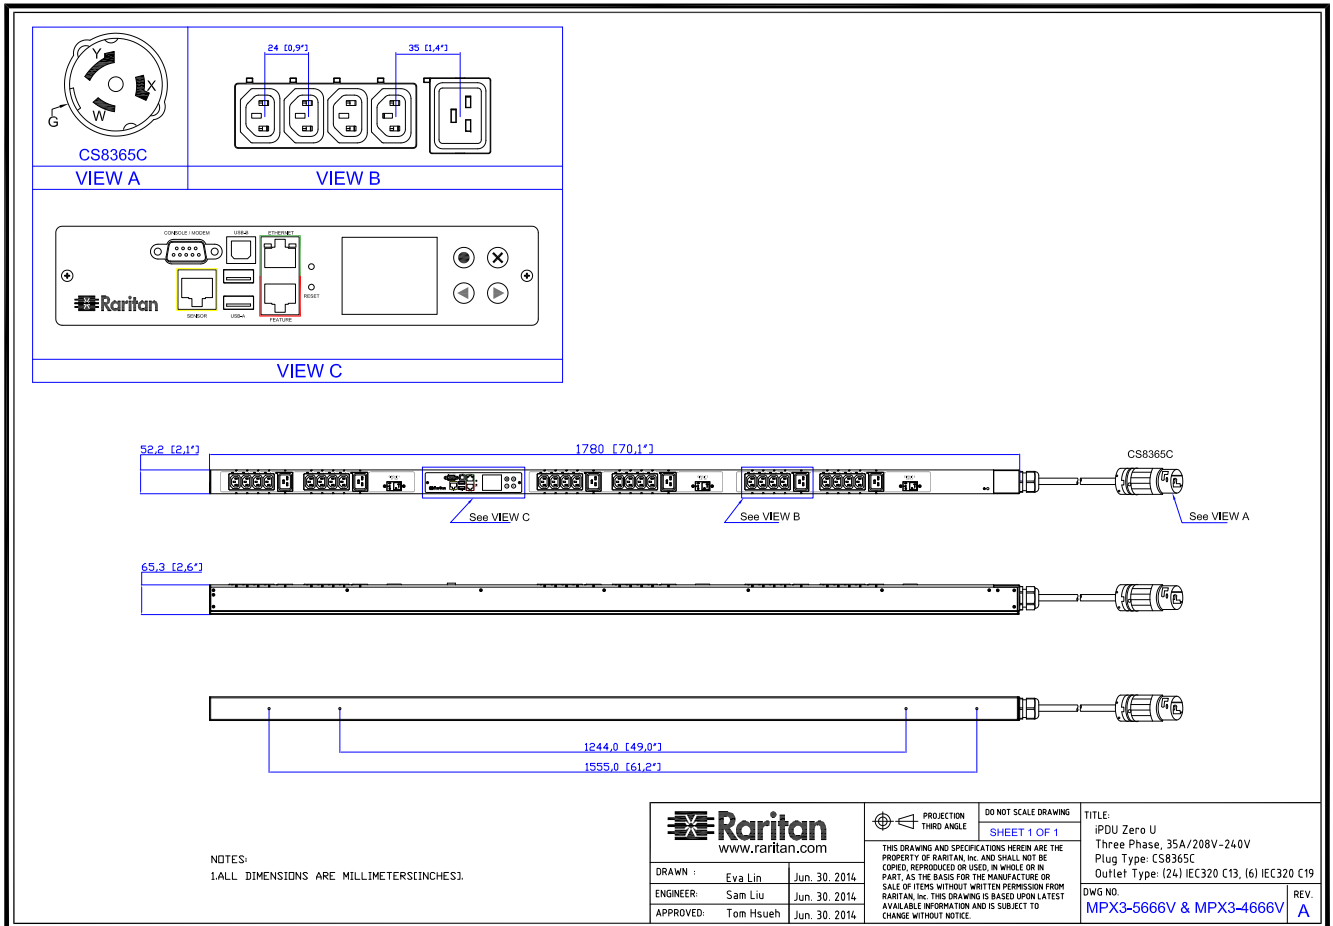 Y
X
W
G
CS8365C
VIEW A
24 [0,9"]
35 [1,4"]
VIEW B
CONSOLE / MODEM
USB-B
ETHERNET
RESET
Raritan
SENSOR
USB-A
FEATURE
VIEW C
52,2 [2,1"]
1780 [70,1"]
CS8365C
See VIEW C
See VIEW B
See VIEW A
65,3 [2,6"]
1244,0 [49,0"]
1555,0 [61,2"]
NOTES:
1.ALL DIMENSIONS ARE MILLIMETERS[INCHES].
Raritan
www.raritan.com
PROJECTION
THIRD ANGLE
DO NOT SCALE DRAWING
SHEET 1 OF 1
THIS DRAWING AND SPECIFICATIONS HEREIN ARE THE
PROPERTY OF RARITAN, Inc. AND SHALL NOT BE
COPIED, REPRODUCED OR USED, IN WHOLE OR IN
PART, AS THE BASIS FOR THE MANUFACTURE OR
SALE OF ITEMS WITHOUT WRITTEN PERMISSION FROM
RARITAN, Inc. THIS DRAWING IS BASED UPON LATEST
AVAILABLE INFORMATION AND IS SUBJECT TO
CHANGE WITHOUT NOTICE.
DRAWN : Eva Lin Jun. 30. 2014
ENGINEER: Sam Liu Jun. 30. 2014
APPROVED: Tom Hsueh Jun. 30. 2014
TITLE:
iPDU Zero U
Three Phase, 35A/208V-240V
Plug Type: CS8365C
Outlet Type: (24) IEC320 C13, (6) IEC320 C19
DWG NO.
MPX3-5666V & MPX3-4666V
REV.
A